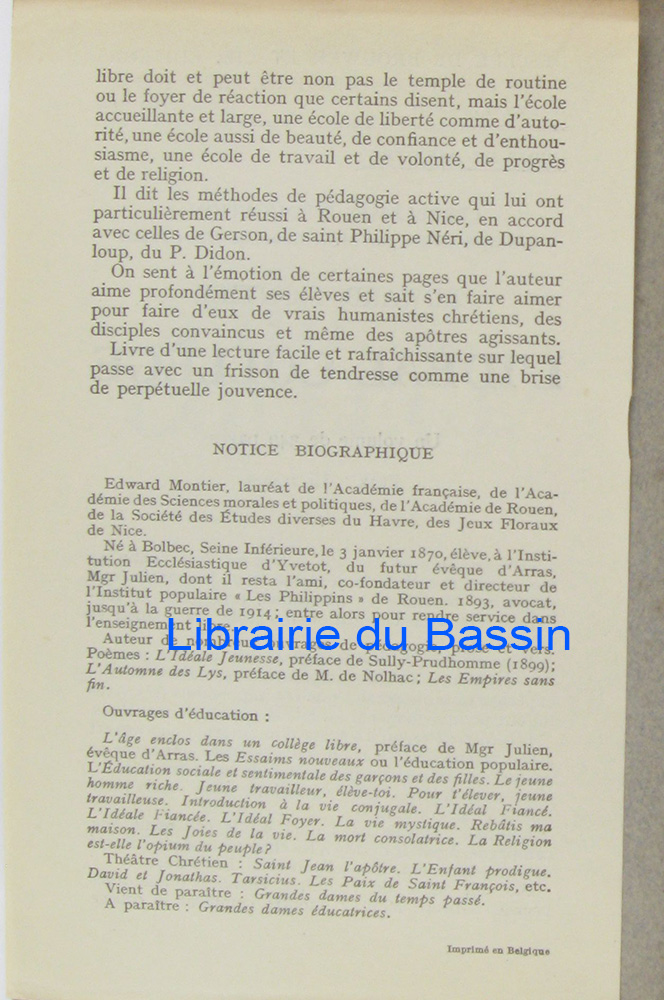 libre doit et peut être non pas le temple de routine
ou le foyer de réaction que certains disent, mais l'école
accueillante et large, une école de liberté comme d'auto-
rité, une école aussi de beauté, de confiance et d'enthou-
siasme, une école de travail et de volonté, de progrès
et de religion.
Il dit les méthodes de pédagogie active qui lui ont
particulièrement réussi à Rouen et à Nice, en accord
avec celles de Gerson, de saint Philippe Néri, de Dupan-
loup, du P. Didon.
On sent à l'émotion de certaines pages que l'auteur
aime profondément ses élèves et sait s'en faire aimer
pour faire d'eux de vrais humanistes chrétiens, des
disciples convaincus et même des apôtres agissants.
Livre d'une lecture facile et rafraîchissante sur lequel
passe avec un frisson de tendresse comme une brise
de perpétuelle jouvence.
NOTICE BIOGRAPHIQUE
Edward Montier, lauréat de l'Académie française, de l'Aca-
démie des Sciences morales et politiques, de l'Académie de Rouen,
de la Société des Études diverses du Havre, des Jeux Floraux
de Nice.
Né à Bolbec, Seine Inférieure, le 3 janvier 1870, élève, à l'Insti-
tution Ecclésiastique d'Yvetot, du futur évêque d'Arras,
Mgr Julien, dont il resta l'ami, co-fondateur et directeur de
l'Institut populaire « Les Philippins » de Rouen. 1893, avocat,
jusqu'à la guerre de 1914; entre alors pour rendre service dans
l'enseignement libre.
Librairie du Bassin
Auteur de nombreux ouvrages de pédagogie, prose et vers.
Poèmes : L'Idéale Jeunesse, préface de Sully-Prudhomme (1899);
L'Automne des Lys, préface de M. de Nolhac; Les Empires sans
fin.
Ouvrages d'éducation :
L'âge enclos dans un collège libre, préface de Mgr Julien,
évêque d'Arras. Les Essaims nouveaux ou l'éducation populaire.
L'Éducation sociale et sentimentale des garçons et des filles. Le jeune
homme riche. Jeune travailleur, élève-toi. Pour t'élever, jeune
travailleuse. Introduction à la vie conjugale. L'Idéal Fiancé.
L'Idéale Fiancée. L'Idéal Foyer. La vie mystique. Rebâtis ma
maison. Les Joies de la vie. La mort consolatrice. La Religion
est-elle l'opium du peuple?
Théâtre Chrétien : Saint Jean l'apôtre. L'Enfant prodigue.
David et Jonathas. Tarsicius. Les Paix de Saint François, etc.
Vient de paraître : Grandes dames du temps passé.
A paraître : Grandes dames éducatrices.
Imprimé en Belgique